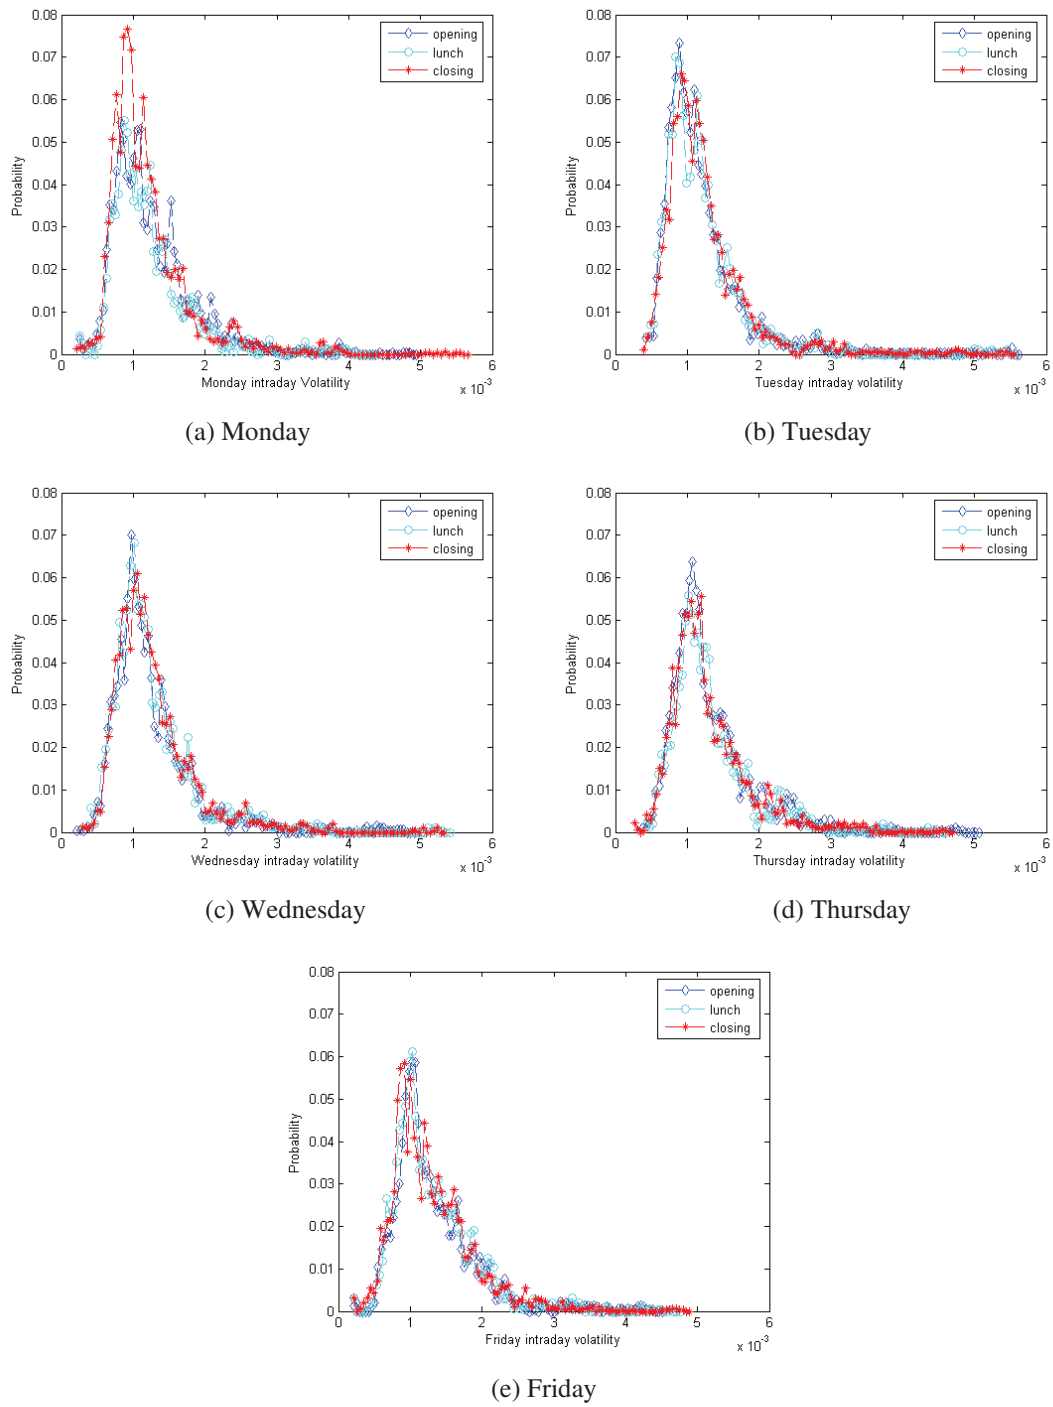 0.08
0.07
0.06
0.05
0.04
0.03
0.02
0.01
0
Probability
opening
lunch
closing
0 1 2 3 4 5 6
Monday intraday Volatility
x 10⁻³
(a) Monday
0.08
0.07
0.06
0.05
0.04
0.03
0.02
0.01
0
Probability
opening
lunch
closing
0 1 2 3 4 5 6
Tuesday intraday volatility
x 10⁻³
(b) Tuesday
0.08
0.07
0.06
0.05
0.04
0.03
0.02
0.01
0
Probability
opening
lunch
closing
0 1 2 3 4 5 6
Wednesday intraday volatility
x 10⁻³
(c) Wednesday
0.08
0.07
0.06
0.05
0.04
0.03
0.02
0.01
0
Probability
opening
lunch
closing
0 1 2 3 4 5 6
Thursday intraday volatility
x 10⁻³
(d) Thursday
0.08
0.07
0.06
0.05
0.04
0.03
0.02
0.01
0
Probability
opening
lunch
closing
0 1 2 3 4 5 6
Friday intraday volatility
x 10⁻³
(e) Friday